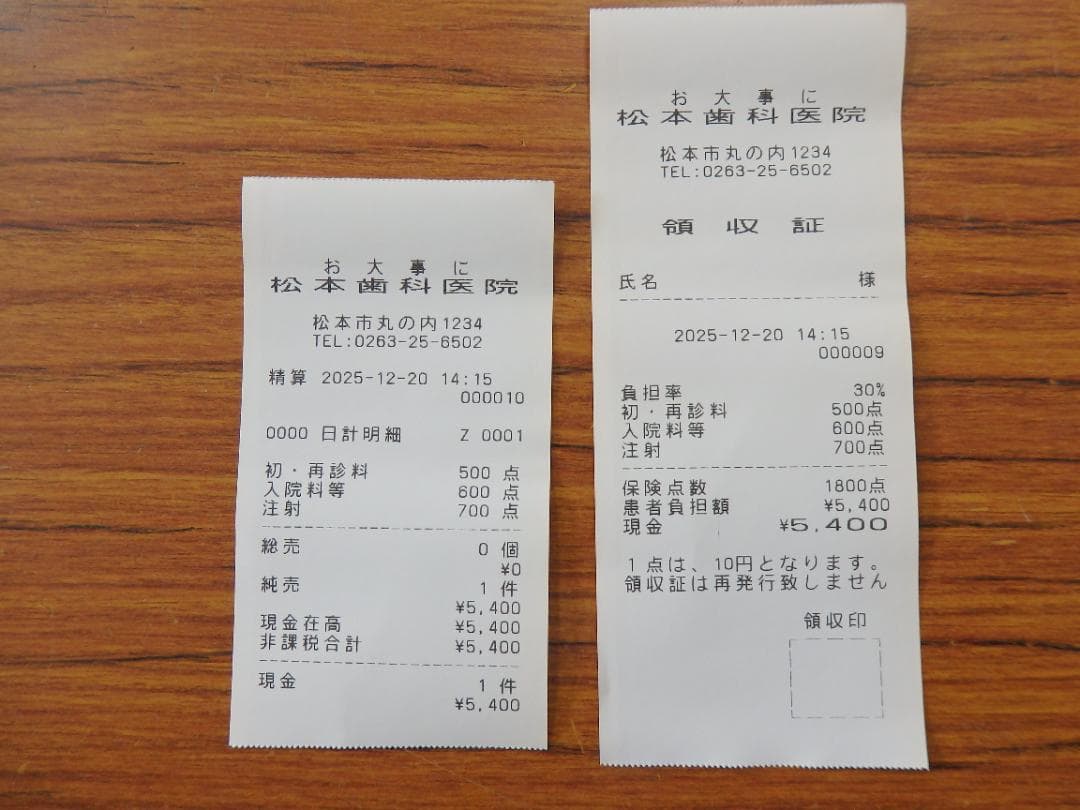 お大事に
松本歯科医院
松本市丸の内1234
TEL:0263-25-6502
精算 2025-12-20 14:15
000010
0000 日計明細 Z 0001
初・再診料 500 点
入院料等 600 点
注射 700 点
総売 0 個
¥0
純売 1 件
¥5,400
現金在高 ¥5,400
非課税合計 ¥5,400
現金 1 件
¥5,400
お大事に
松本歯科医院
松本市丸の内1234
TEL:0263-25-6502
領収証
氏名 様
2025-12-20 14:15
000009
負担率 30%
初・再診料 500点
入院料等 600点
注射 700点
保険点数 1800点
患者負担額 ¥5,400
現金 ¥5,400
1点は、10円となります。
領収証は再発行致しません
領収印